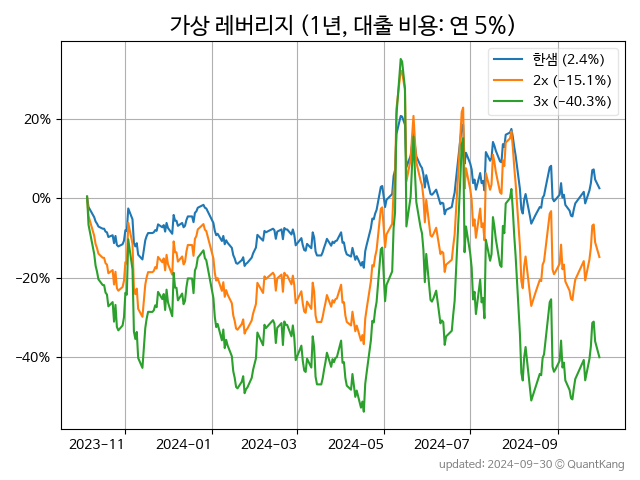 가상 레버리지 (1년, 대출 비용: 연 5%)
한샘 (2.4%)
2x (−15.1%)
3x (−40.3%)
20%
0%
−20%
−40%
2023-11 2024-01 2024-03 2024-05 2024-07 2024-09
updated: 2024-09-30 © QuantKang